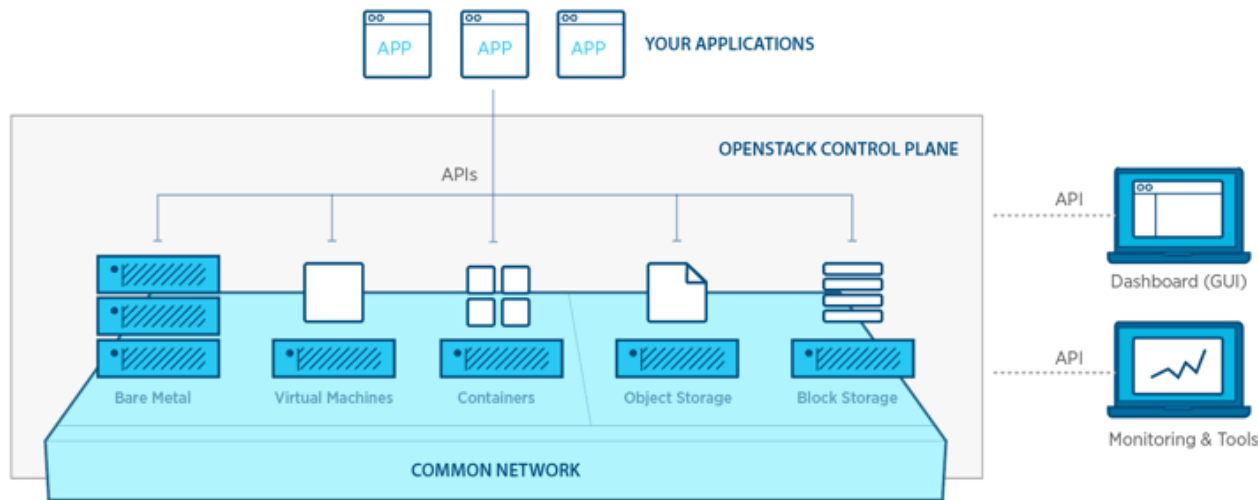 APP
APP
APP
YOUR APPLICATIONS
OPENSTACK CONTROL PLANE
APIs
API
Dashboard (GUI)
Bare Metal
Virtual Machines
Containers
Object Storage
Block Storage
API
Monitoring & Tools
COMMON NETWORK